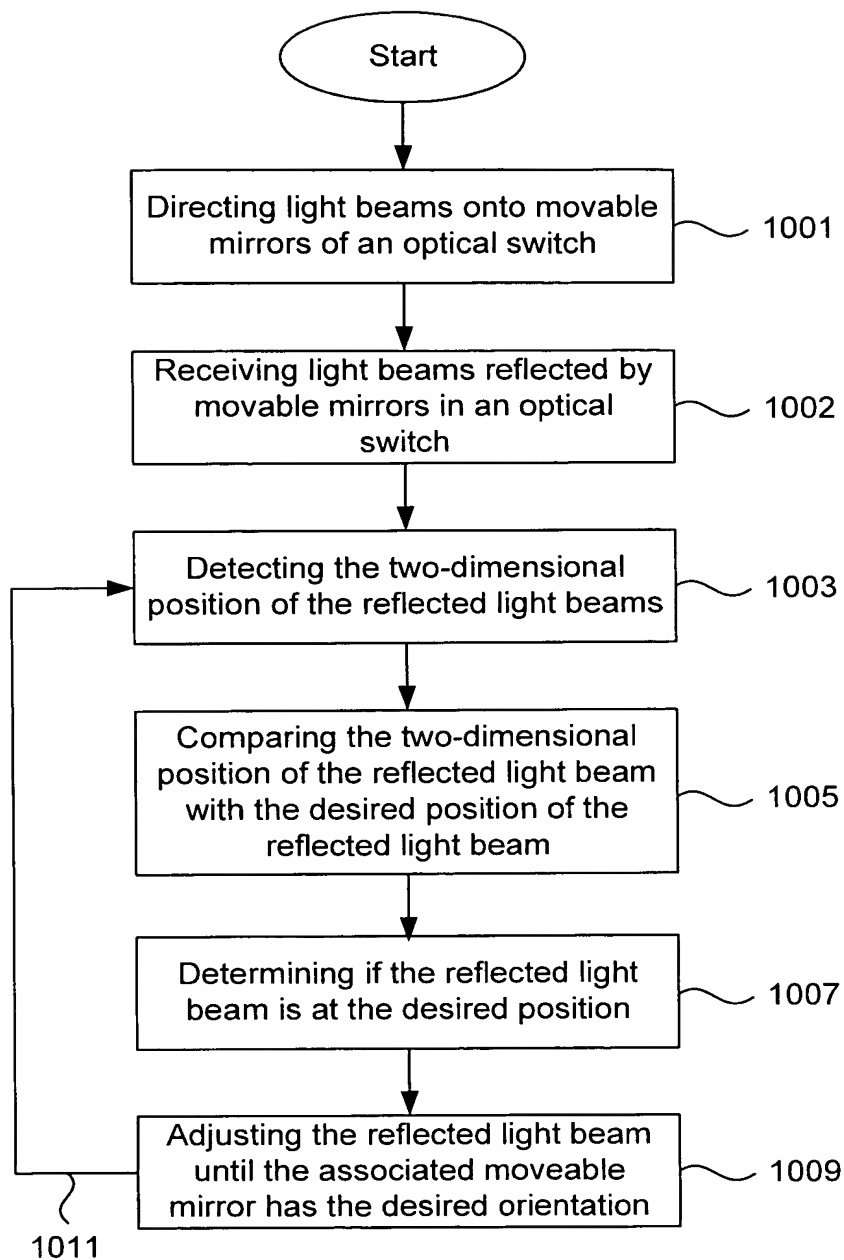 Start
Directing light beams onto movable
mirrors of an optical switch
1001
Receiving light beams reflected by
movable mirrors in an optical
switch
1002
Detecting the two-dimensional
position of the reflected light beams
1003
Comparing the two-dimensional
position of the reflected light beam
with the desired position of the
reflected light beam
1005
Determining if the reflected light
beam is at the desired position
1007
Adjusting the reflected light beam
until the associated moveable
mirror has the desired orientation
1009
1011